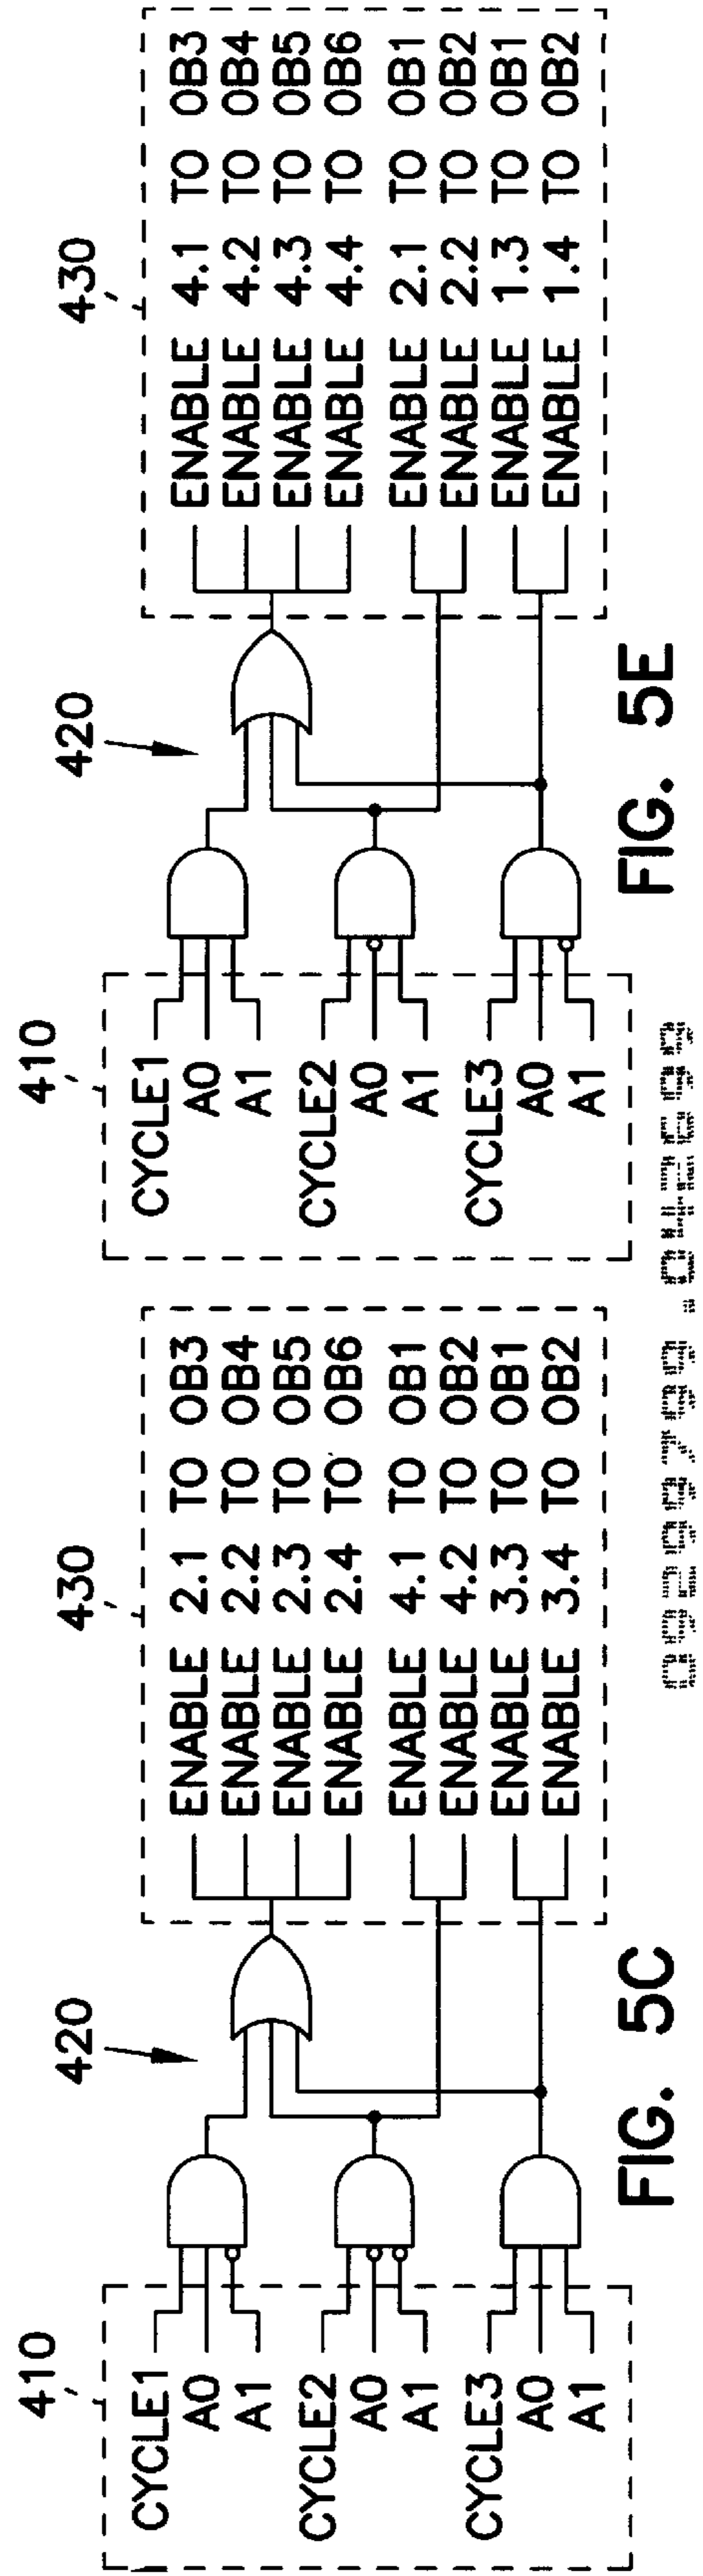 410
420
430
CYCLE1
A0
A1
CYCLE2
A0
A1
CYCLE3
A0
A1
ENABLE 2.1 TO OB3
ENABLE 2.2 TO OB4
ENABLE 2.3 TO OB5
ENABLE 2.4 TO OB6
ENABLE 4.1 TO OB1
ENABLE 4.2 TO OB2
ENABLE 3.3 TO OB1
ENABLE 3.4 TO OB2
FIG. 5C
410
420
430
CYCLE1
A0
A1
CYCLE2
A0
A1
CYCLE3
A0
A1
ENABLE 4.1 TO OB3
ENABLE 4.2 TO OB4
ENABLE 4.3 TO OB5
ENABLE 4.4 TO OB6
ENABLE 2.1 TO OB1
ENABLE 2.2 TO OB2
ENABLE 1.3 TO OB1
ENABLE 1.4 TO OB2
FIG. 5E